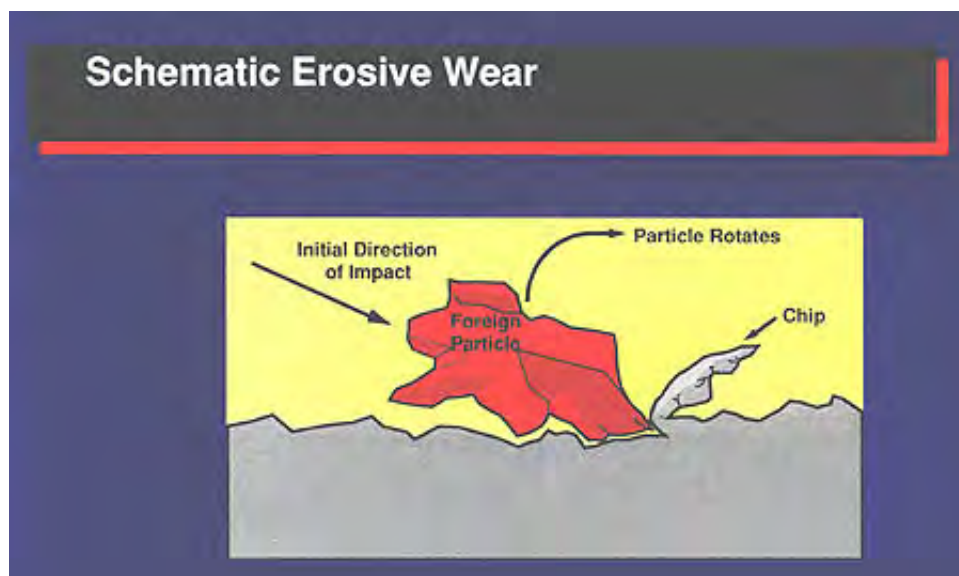 Schematic Erosive Wear
Initial Direction
of Impact
Particle Rotates
Foreign
Particle
Chip